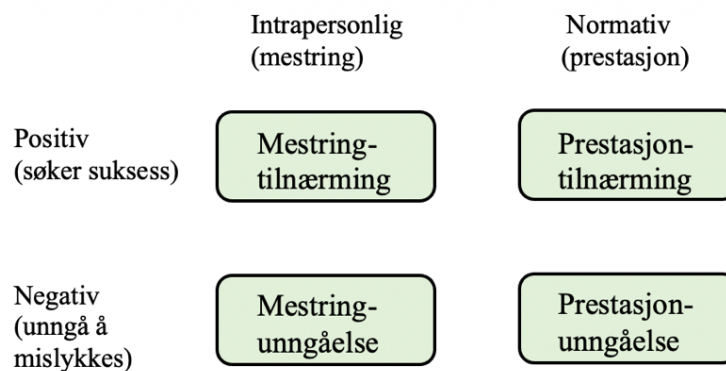 Intrapersonlig
(mestring)
Normativ
(prestasjon)
Positiv
(søker suksess)
Mestring-
tilnærming
Prestasjon-
tilnærming
Negativ
(unngå å
mislykkes)
Mestring-
unngåelse
Prestasjon-
unngåelse